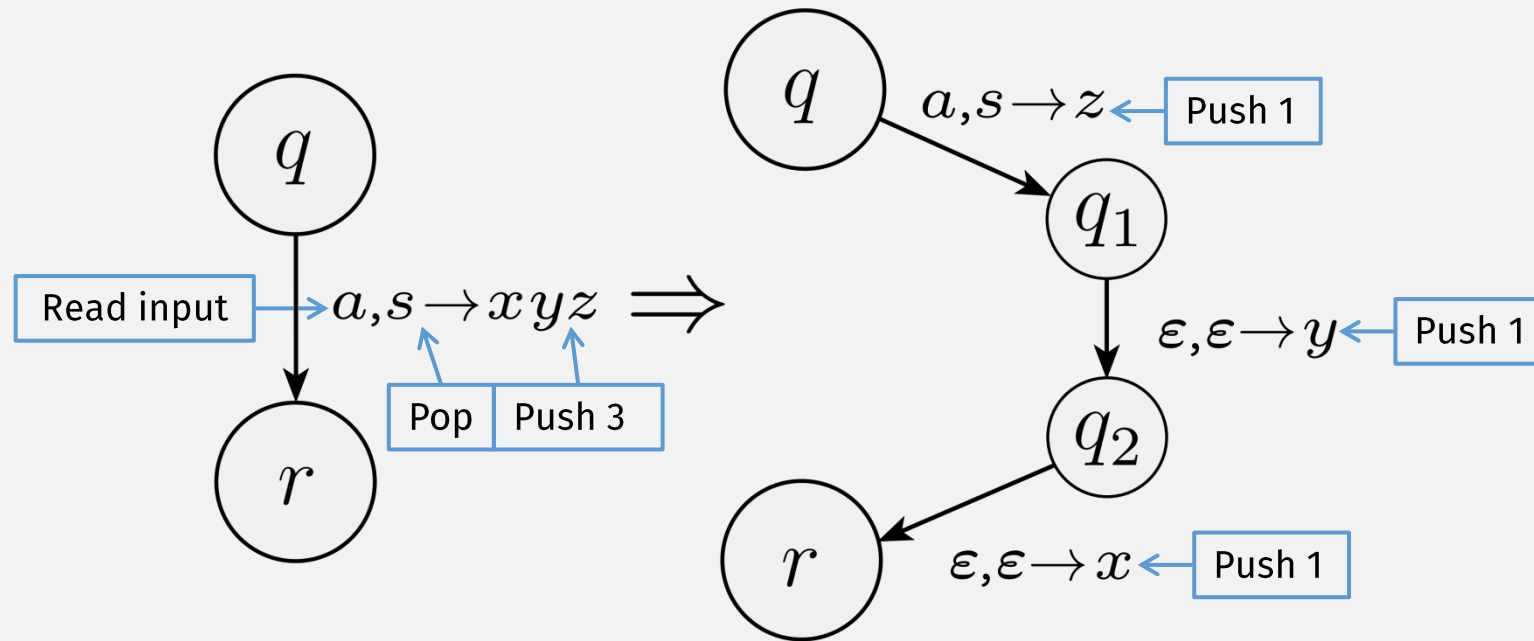 q
Read input
a,s→xyz
Pop
Push 3
r
⇒
q
a,s→z
Push 1
q₁
ε,ε→y
Push 1
q₂
r
ε,ε→x
Push 1